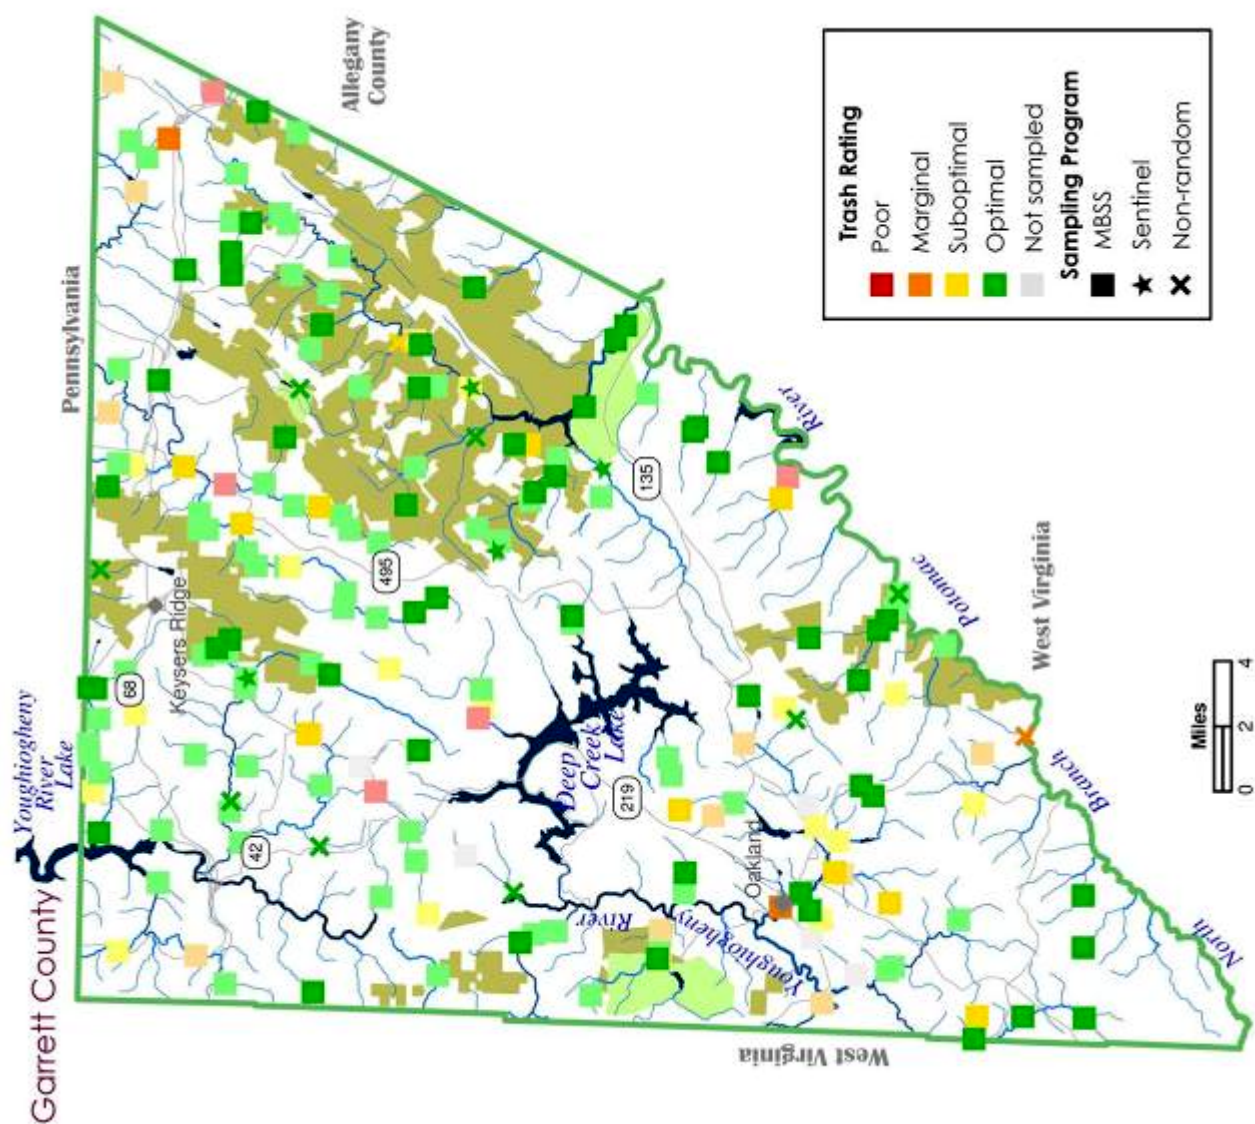 Garrett County
Youghiogheny
River
Lake
Pennsylvania
Allegany
County
68
Keysers Ridge
42
495
Deep
Creek
Lake
219
135
River
Potomac
West Virginia
Oakland
Youghiogheny
River
West Virginia
Branch
North
Trash Rating
Poor
Marginal
Suboptimal
Optimal
Not sampled
Sampling Program
MBSS
Sentinel
Non-random
Miles
0
2
4